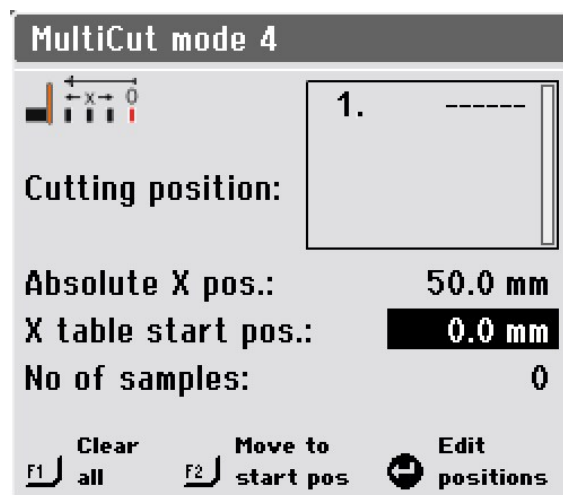 MultiCut mode 4
←x→ 0
1. ------
Cutting position:
Absolute X pos.: 50.0 mm
X table start pos.: 0.0 mm
No of samples: 0
F1 Clear all
F2 Move to start pos
Edit positions